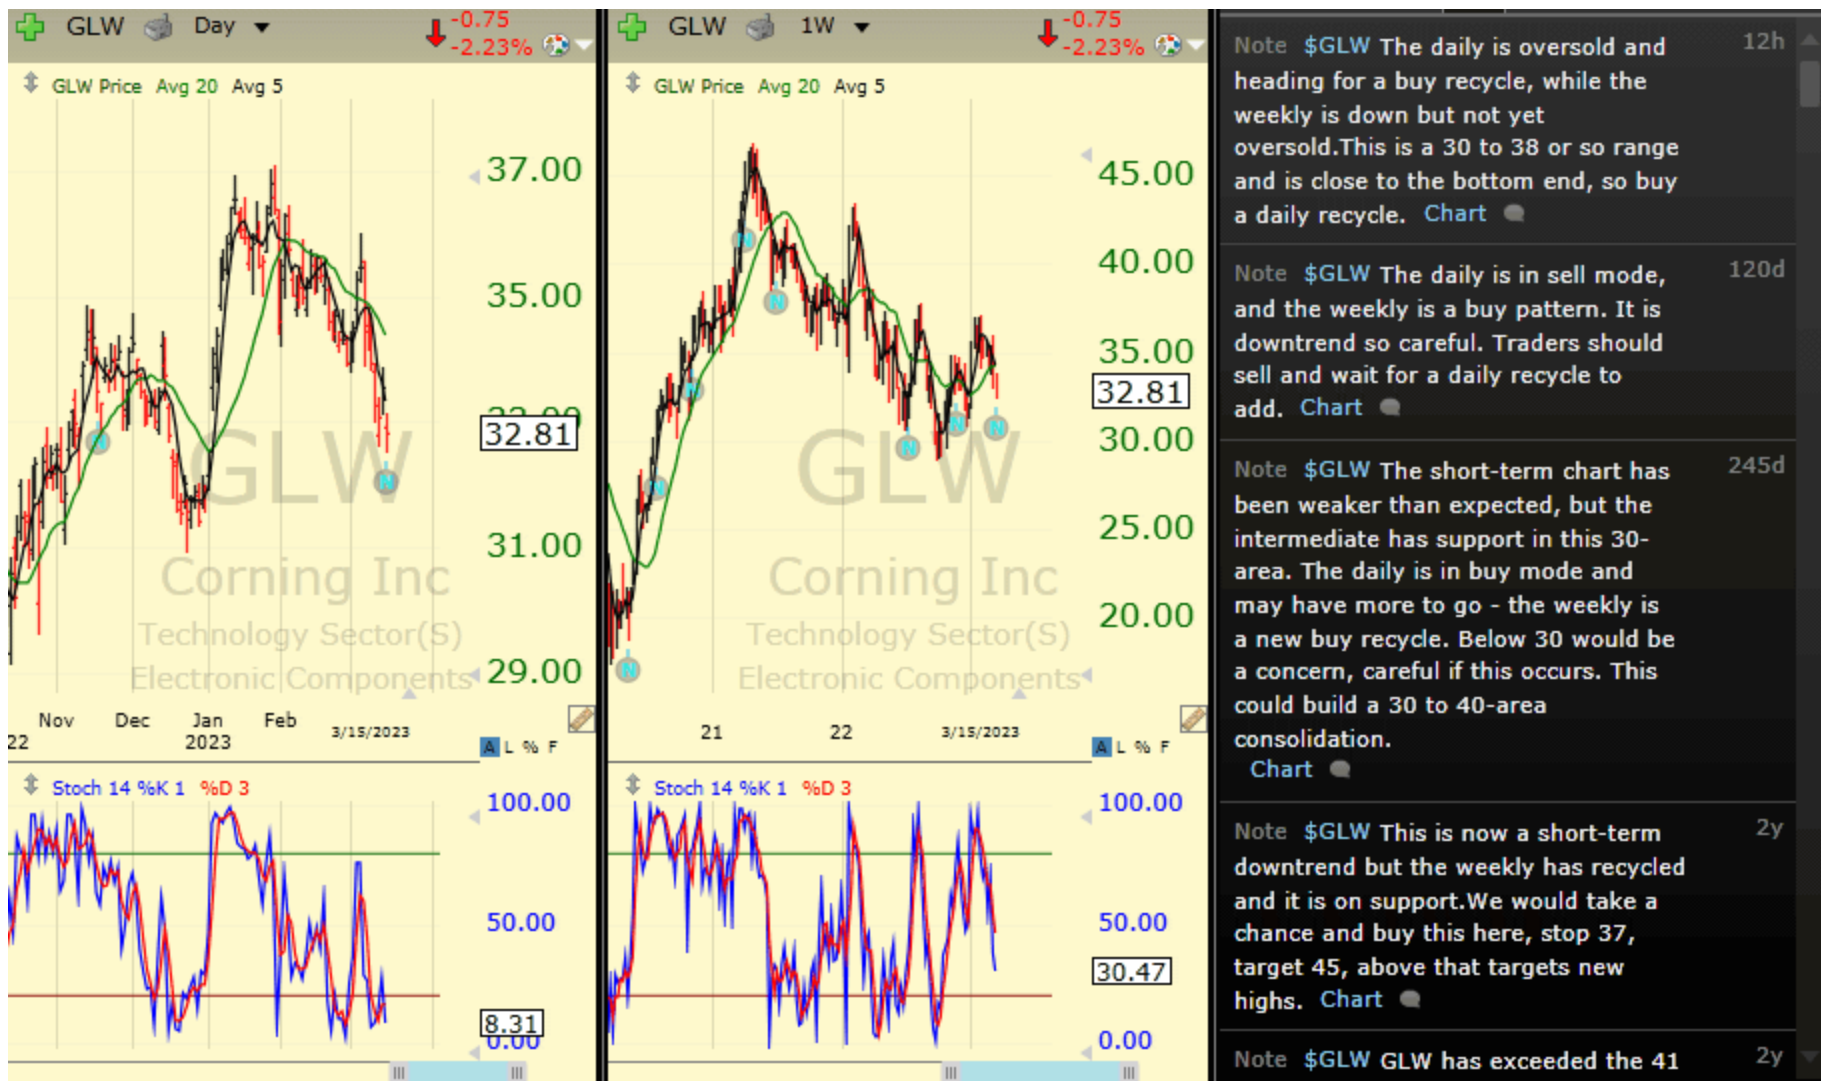 GLW Day
-0.75
-2.23%
GLW Price Avg 20 Avg 5
37.00
35.00
32.81
31.00
29.00
GLW
Corning Inc
Technology Sector(S)
Electronic Components
N
N
Nov Dec Jan Feb 3/15/2023
22 2023
A L % F
Stoch 14 %K 1 %D 3
100.00
50.00
8.31
0.00
GLW 1W
-0.75
-2.23%
GLW Price Avg 20 Avg 5
45.00
40.00
35.00
32.81
30.00
25.00
20.00
GLW
Corning Inc
Technology Sector(S)
Electronic Components
N
N
N
N
N
N
N
N
21 22 3/15/2023
A L % F
Stoch 14 %K 1 %D 3
100.00
50.00
30.47
0.00
Note $GLW The daily is oversold and 12h
heading for a buy recycle, while the
weekly is down but not yet
oversold.This is a 30 to 38 or so range
and is close to the bottom end, so buy
a daily recycle. Chart
Note $GLW The daily is in sell mode, 120d
and the weekly is a buy pattern. It is
downtrend so careful. Traders should
sell and wait for a daily recycle to
add. Chart
Note $GLW The short-term chart has 245d
been weaker than expected, but the
intermediate has support in this 30-
area. The daily is in buy mode and
may have more to go - the weekly is
a new buy recycle. Below 30 would be
a concern, careful if this occurs. This
could build a 30 to 40-area
consolidation.
Chart
Note $GLW This is now a short-term 2y
downtrend but the weekly has recycled
and it is on support.We would take a
chance and buy this here, stop 37,
target 45, above that targets new
highs. Chart
Note $GLW GLW has exceeded the 41 2y